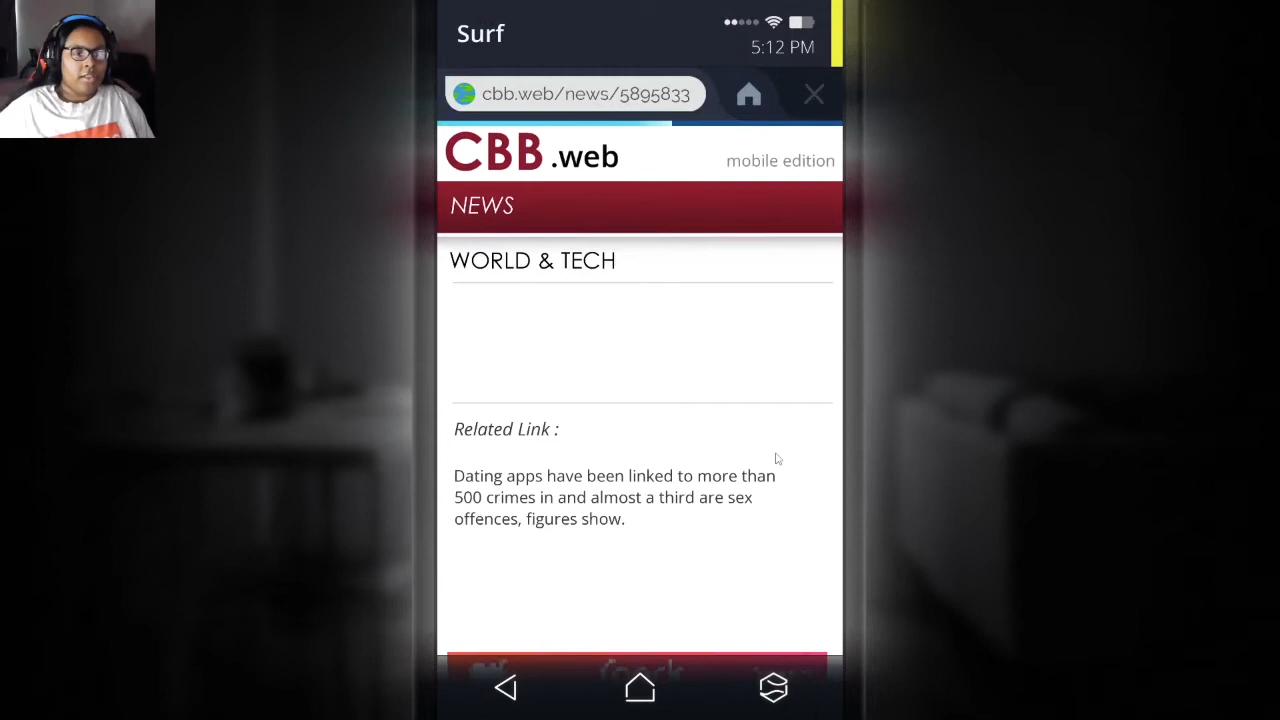 Surf
5:12 PM
cbb.web/news/5895833
CBB .web
mobile edition
NEWS
WORLD & TECH
Related Link :
Dating apps have been linked to more than
500 crimes in and almost a third are sex
offences, figures show.